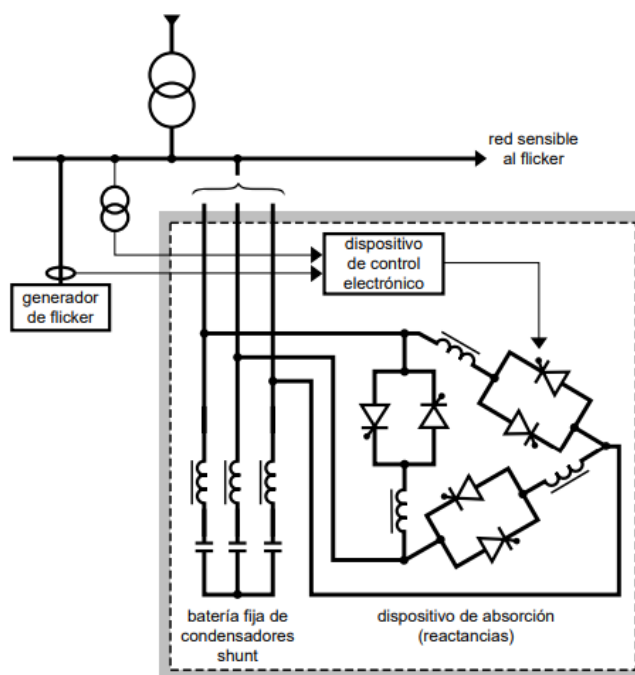 red sensible
al flicker
dispositivo
de control
electrónico
generador
de flicker
batería fija de
condensadores
shunt
dispositivo de absorción
(reactancias)